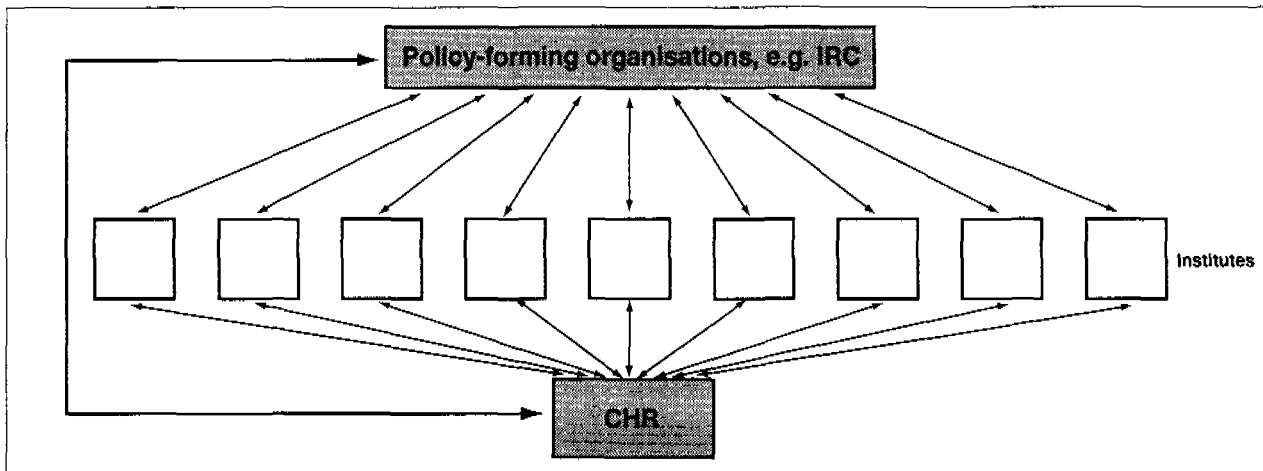 Policy-forming organisations, e.g. IRC
Institutes
CHR